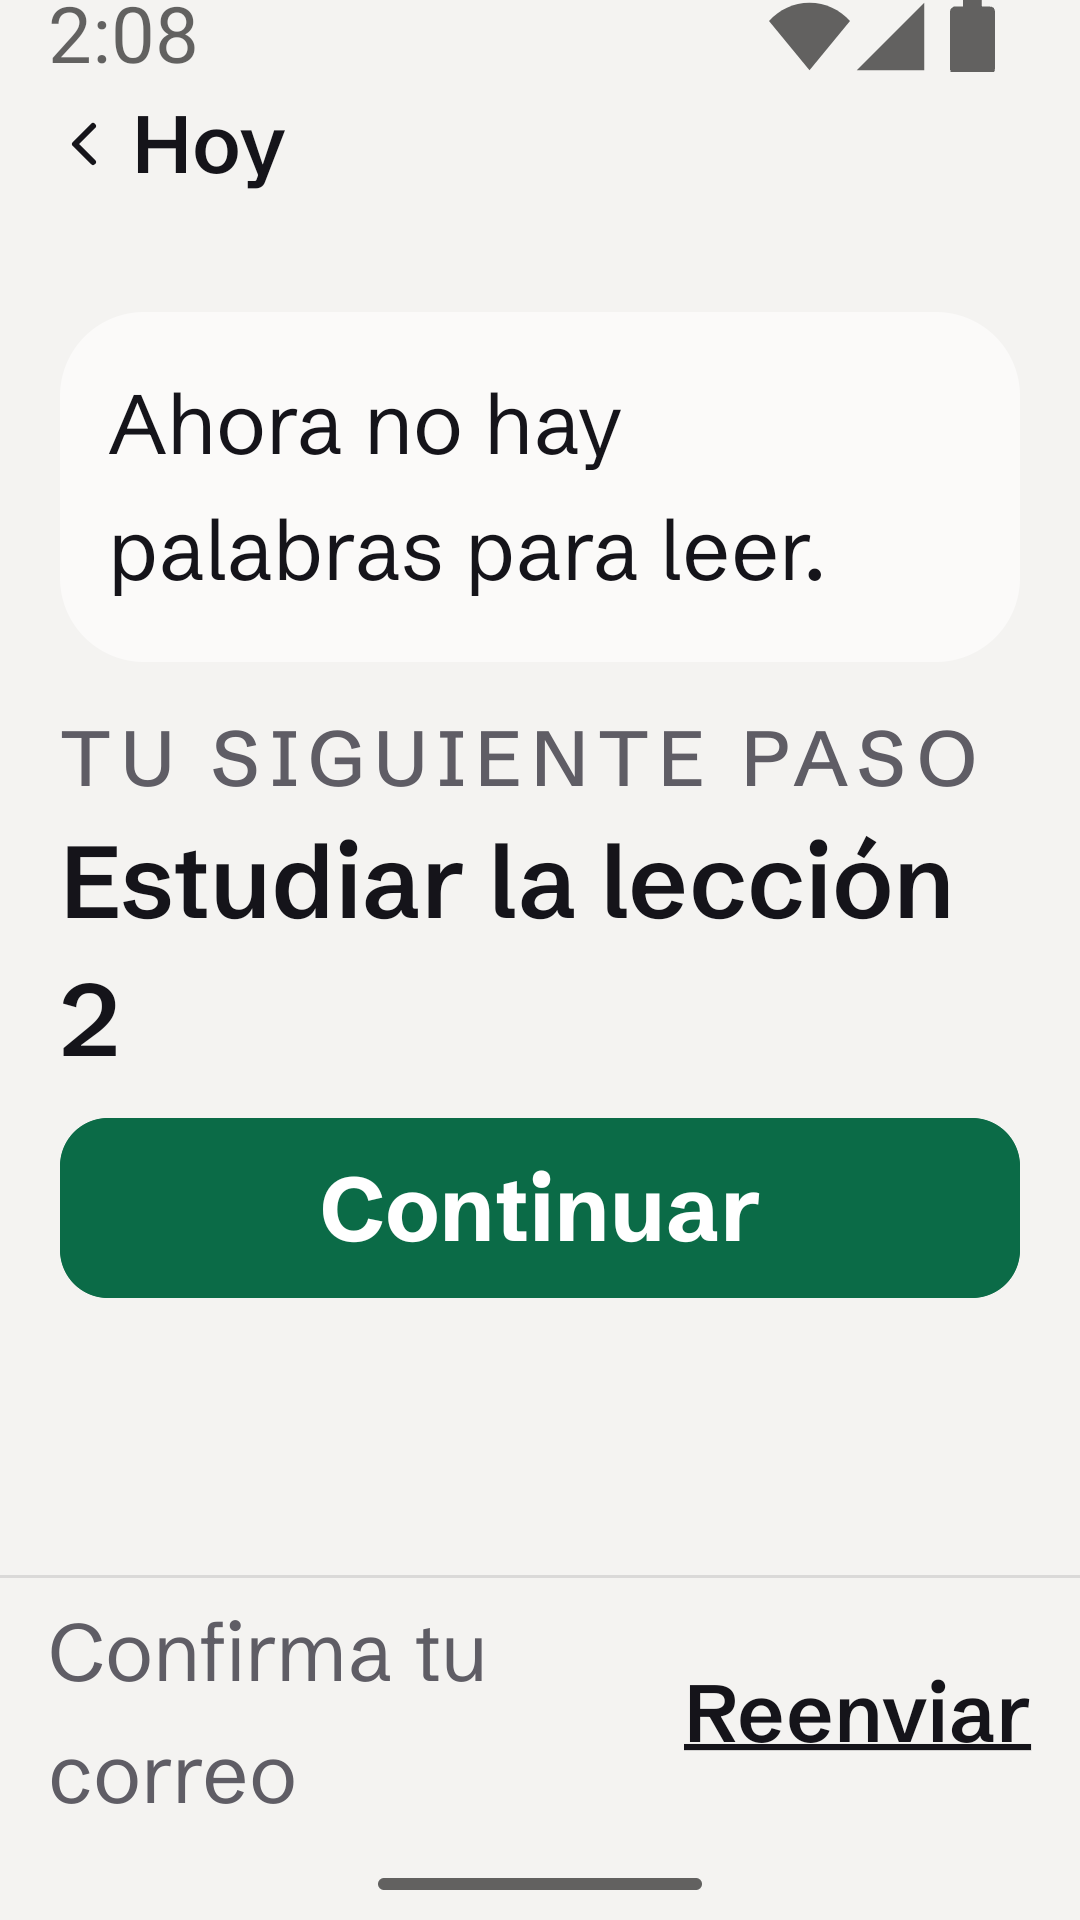 2:08
Hoy
Ahora no hay
palabras para leer.
TU SIGUIENTE PASO
Estudiar la lección
2
Continuar
Confirma tu
correo
Reenviar